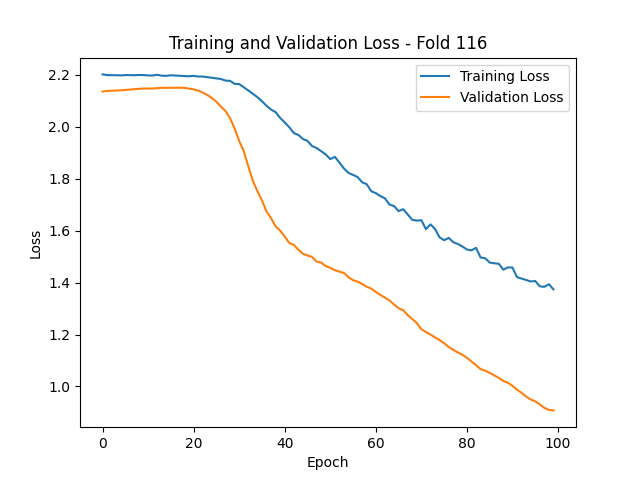 Training and Validation Loss - Fold 116
Training Loss
Validation Loss
Loss
2.2
2.0
1.8
1.6
1.4
1.2
1.0
0
20
40
60
80
100
Epoch